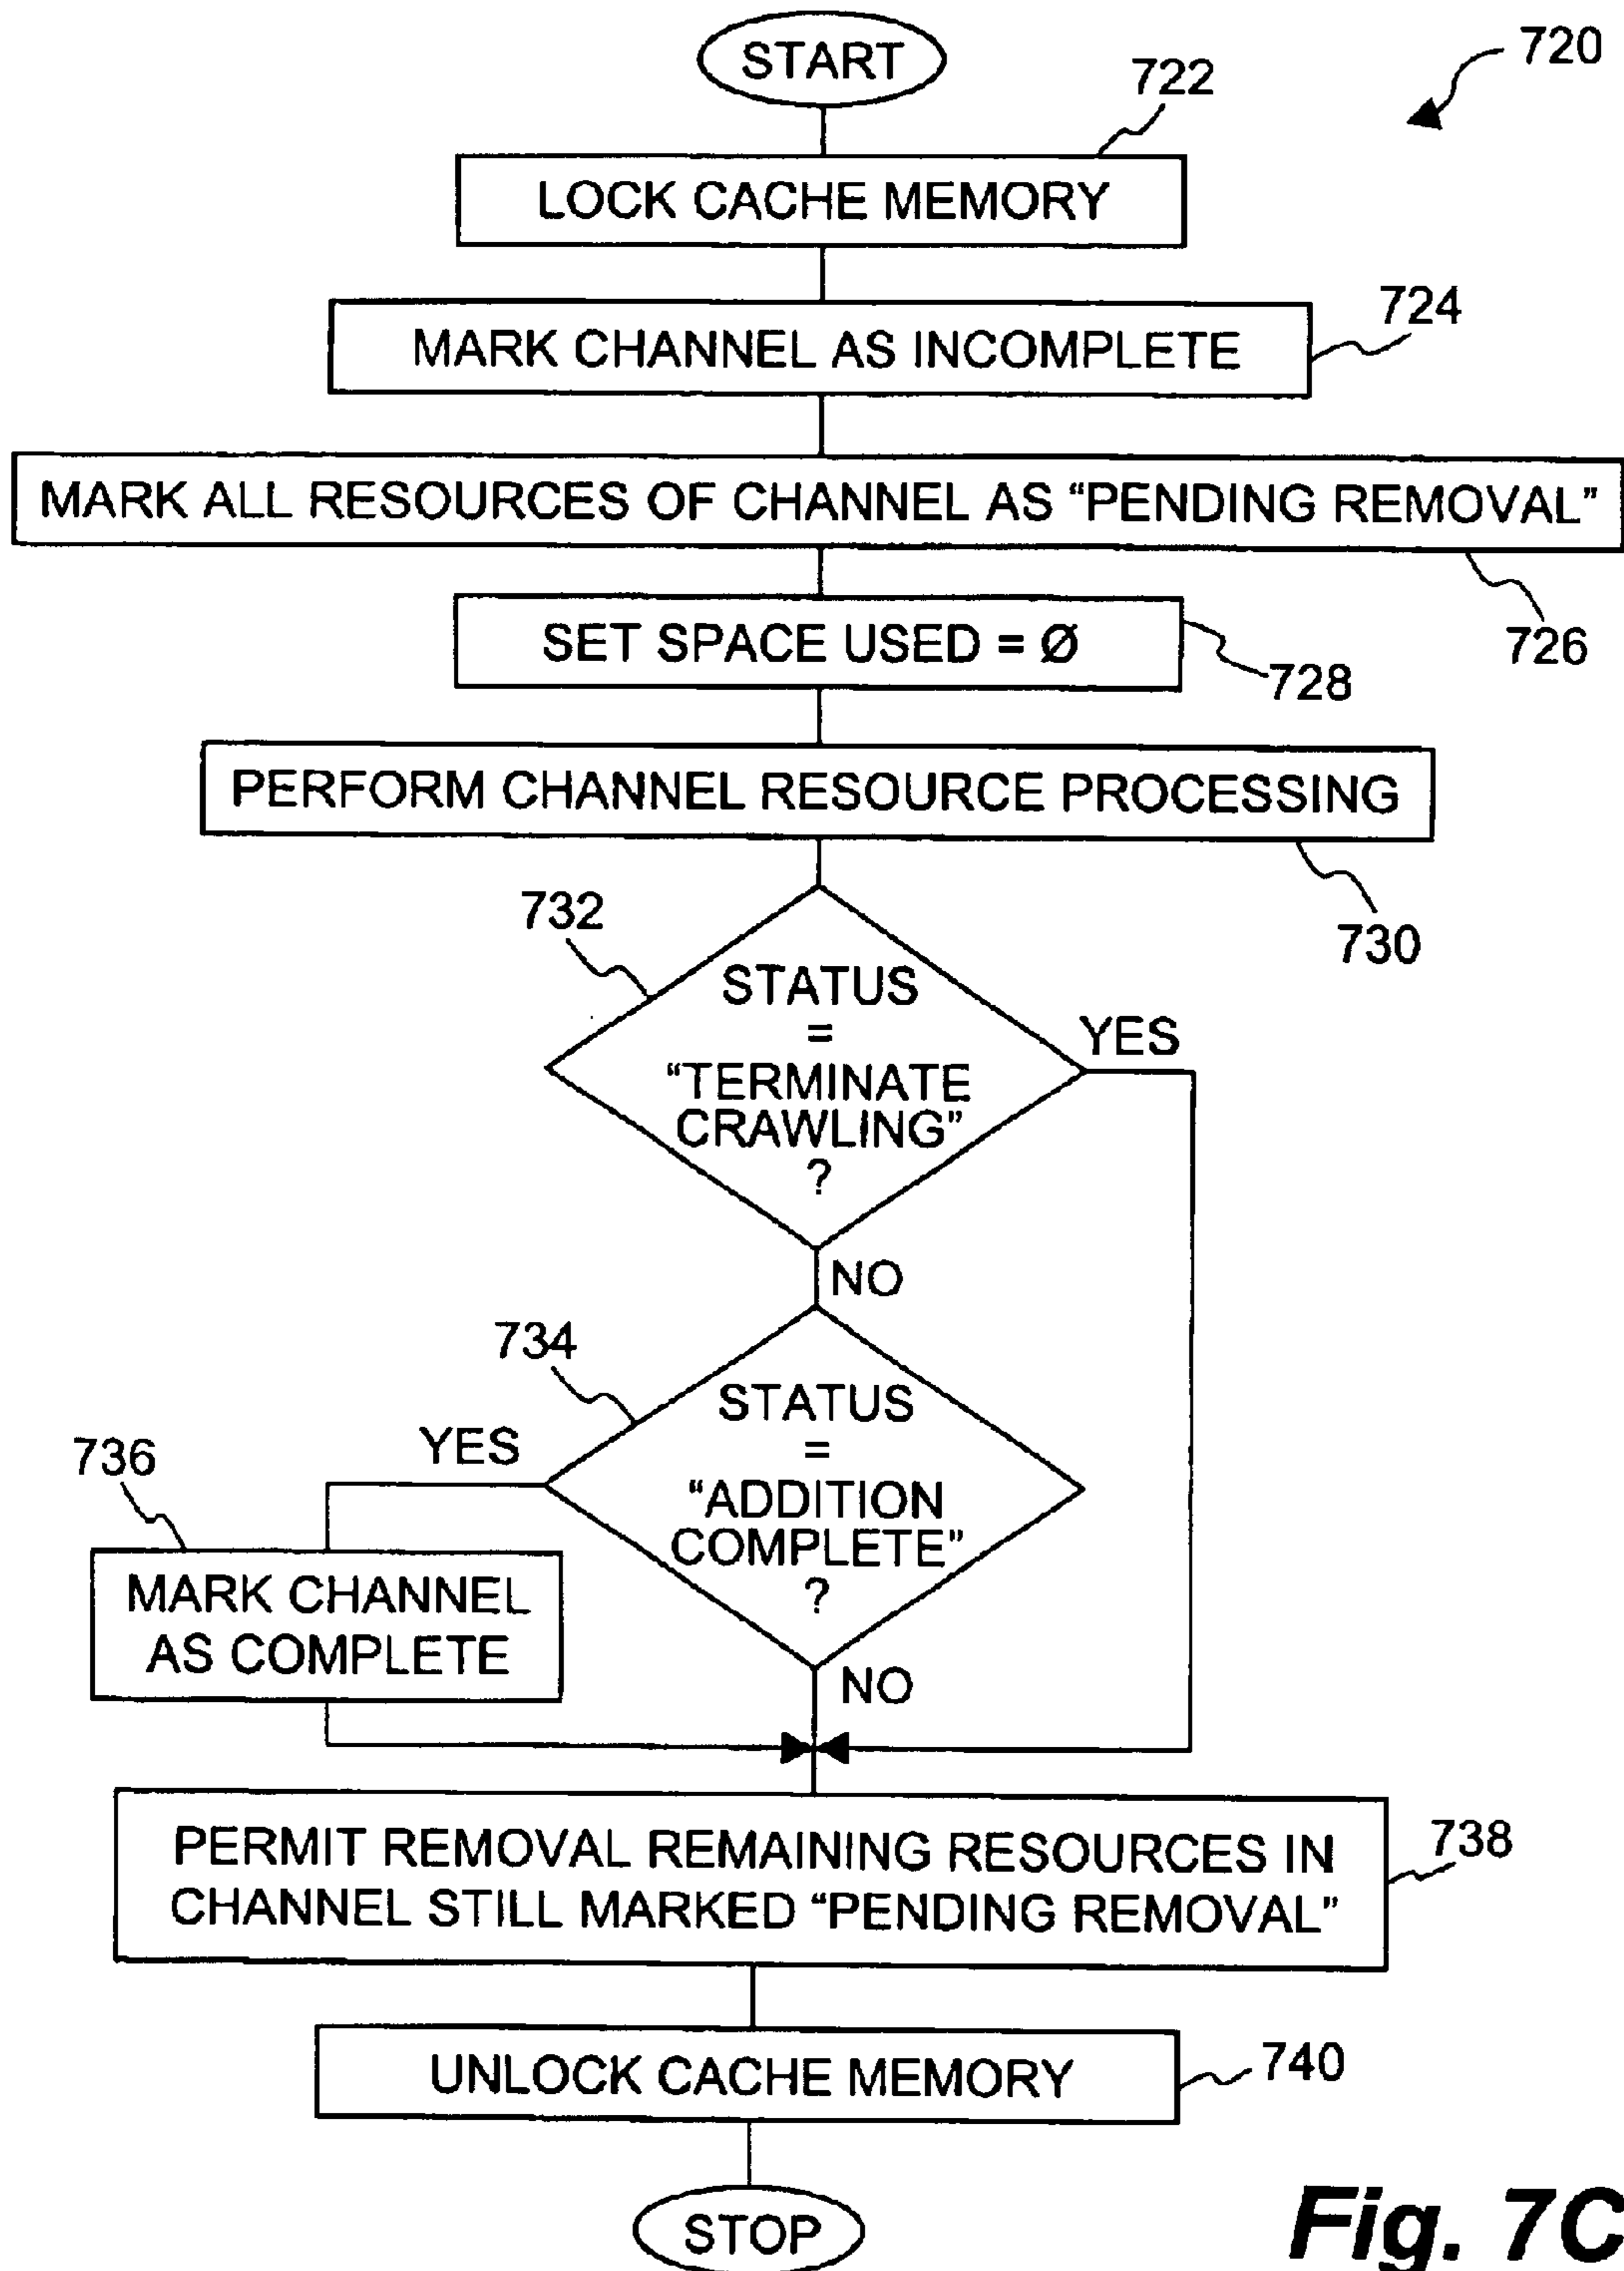 START
720
722
LOCK CACHE MEMORY
724
MARK CHANNEL AS INCOMPLETE
MARK ALL RESOURCES OF CHANNEL AS “PENDING REMOVAL”
726
SET SPACE USED = Ø
728
PERFORM CHANNEL RESOURCE PROCESSING
730
732
STATUS
=
“TERMINATE
CRAWLING”
?
YES
NO
734
STATUS
=
“ADDITION
COMPLETE”
?
YES
736
MARK CHANNEL
AS COMPLETE
NO
PERMIT REMOVAL REMAINING RESOURCES IN
CHANNEL STILL MARKED “PENDING REMOVAL”
738
UNLOCK CACHE MEMORY
740
STOP
Fig. 7C